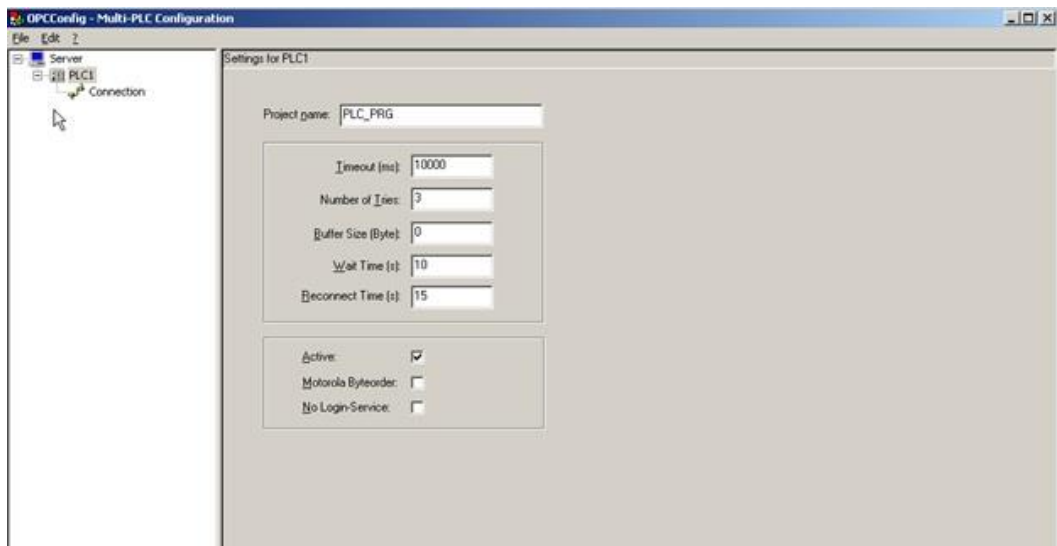 OPCConfig - Multi-PLC Configuration
File Edit ?
Server
PLC1
Connection
Settings for PLC1
Project name: PLC_PRG
Timeout (ms): 10000
Number of Tries: 3
Buffer Size (Byte): 0
Wait Time (s): 10
Reconnect Time (s): 15
Active:
Motorola Byteorder:
No Login-Service: